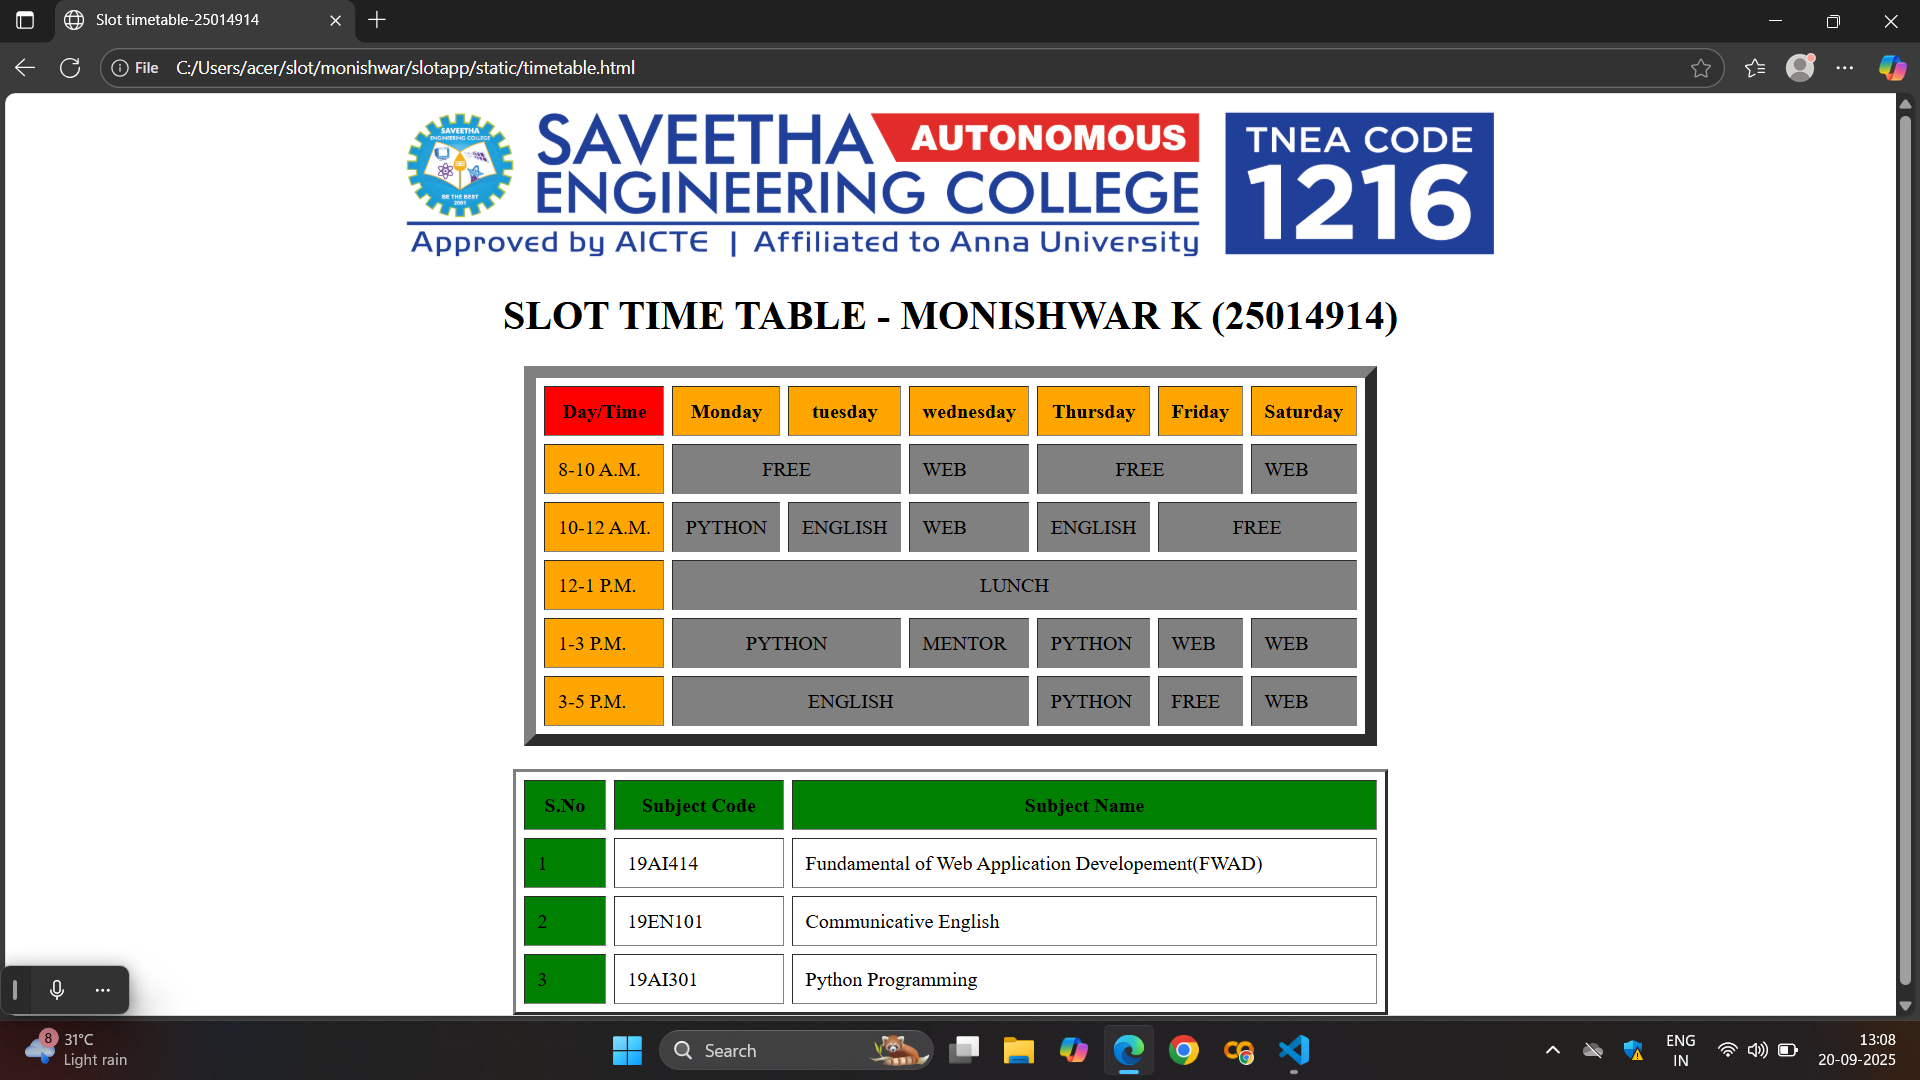 Slot timetable-25014914
File C:/Users/acer/slot/monishwar/slotapp/static/timetable.html
SAVEETHA
ENGINEERING COLLEGE
BE THE BEST
2001
SAVEETHA AUTONOMOUS
ENGINEERING COLLEGE
Approved by AICTE | Affiliated to Anna University
TNEA CODE
1216
SLOT TIME TABLE - MONISHWAR K (25014914)
Day/Time Monday tuesday wednesday Thursday Friday Saturday
8-10 A.M. FREE WEB FREE WEB
10-12 A.M. PYTHON ENGLISH WEB ENGLISH FREE
12-1 P.M. LUNCH
1-3 P.M. PYTHON MENTOR PYTHON WEB WEB
3-5 P.M. ENGLISH PYTHON FREE WEB
S.No Subject Code Subject Name
1 19AI414 Fundamental of Web Application Developement(FWAD)
2 19EN101 Communicative English
3 19AI301 Python Programming
8
31°C
Light rain
Search
ENG
IN
13:08
20-09-2025